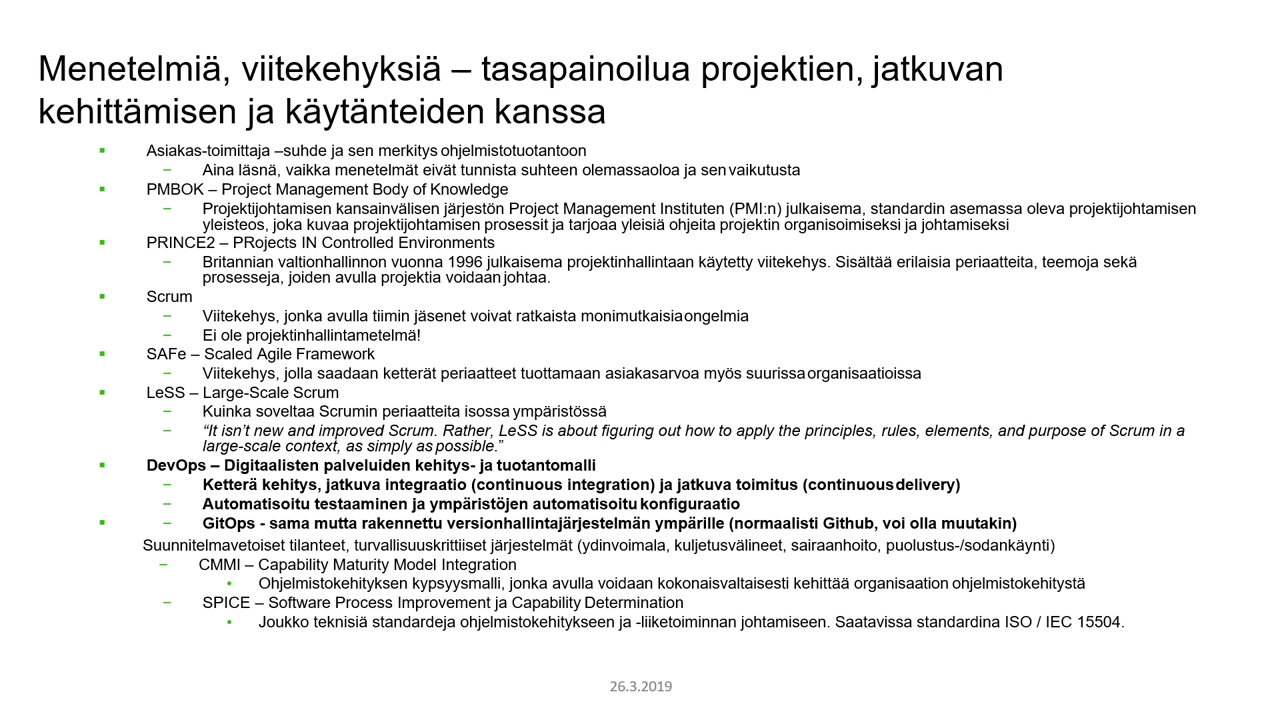 Menetelmiä, viitekehyksiä – tasapainoilua projektien, jatkuvan
kehittämisen ja käytänteiden kanssa
▪ Asiakas-toimittaja –suhde ja sen merkitys ohjelmistotuotantoon
– Aina läsnä, vaikka menetelmät eivät tunnista suhteen olemassaoloa ja sen vaikutusta
▪ PMBOK – Project Management Body of Knowledge
– Projektijohtamisen kansainvälisen järjestön Project Management Instituten (PMI:n) julkaisema, standardin asemassa oleva projektijohtamisen
yleisteos, joka kuvaa projektijohtamisen prosessit ja tarjoaa yleisiä ohjeita projektin organisoimiseksi ja johtamiseksi
▪ PRINCE2 – PRojects IN Controlled Environments
– Britannian valtionhallinnon vuonna 1996 julkaisema projektinhallintaan käytetty viitekehys. Sisältää erilaisia periaatteita, teemoja sekä
prosesseja, joiden avulla projektia voidaan johtaa.
▪ Scrum
– Viitekehys, jonka avulla tiimin jäsenet voivat ratkaista monimutkaisia ongelmia
– Ei ole projektinhallintametelmä!
▪ SAFe – Scaled Agile Framework
– Viitekehys, jolla saadaan ketterät periaatteet tuottamaan asiakasarvoa myös suurissa organisaatioissa
▪ LeSS – Large-Scale Scrum
– Kuinka soveltaa Scrumin periaatteita isossa ympäristössä
– “It isn’t new and improved Scrum. Rather, LeSS is about figuring out how to apply the principles, rules, elements, and purpose of Scrum in a
large-scale context, as simply as possible.”
▪ DevOps – Digitaalisten palveluiden kehitys- ja tuotantomalli
– Ketterä kehitys, jatkuva integraatio (continuous integration) ja jatkuva toimitus (continuous delivery)
– Automatisoitu testaaminen ja ympäristöjen automatisoitu konfiguraatio
▪ – GitOps - sama mutta rakennettu versionhallintajärjestelmän ympärille (normaalisti Github, voi olla muutakin)
Suunnitelmavetoiset tilanteet, turvallisuuskrittiiset järjestelmät (ydinvoimala, kuljetusvälineet, sairaanhoito, puolustus-/sodankäynti)
– CMMI – Capability Maturity Model Integration
• Ohjelmistokehityksen kypsyysmalli, jonka avulla voidaan kokonaisvaltaisesti kehittää organisaation ohjelmistokehitystä
– SPICE – Software Process Improvement ja Capability Determination
• Joukko teknisiä standardeja ohjelmistokehitykseen ja -liiketoiminnan johtamiseen. Saatavissa standardina ISO / IEC 15504.
26.3.2019